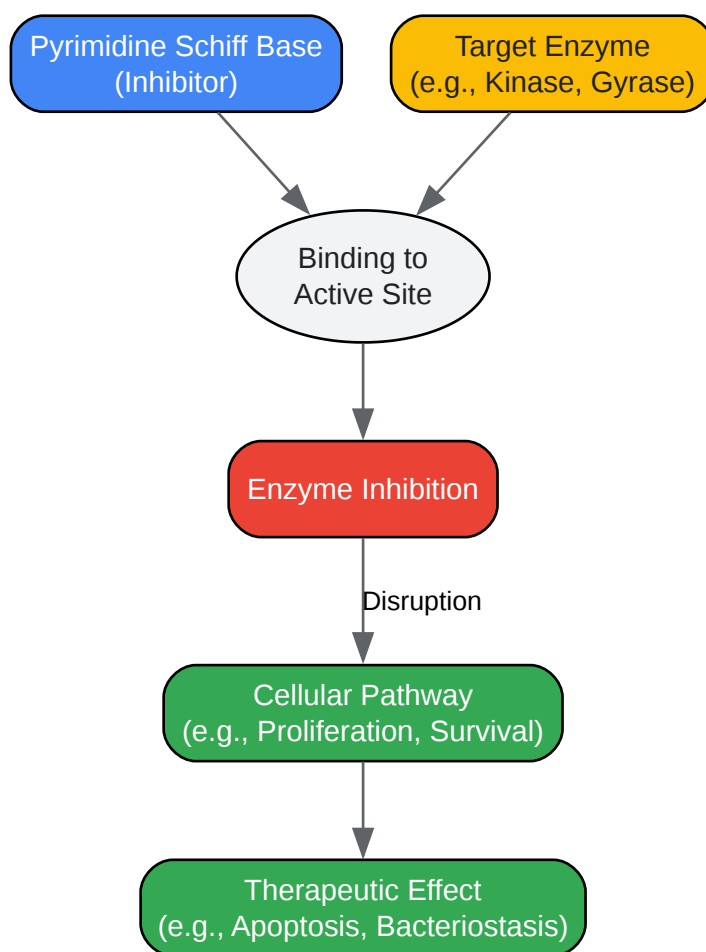 Pyrimidine Schiff Base
(Inhibitor)
Target Enzyme
(e.g., Kinase, Gyrase)
Binding to
Active Site
Enzyme Inhibition
Disruption
Cellular Pathway
(e.g., Proliferation, Survival)
Therapeutic Effect
(e.g., Apoptosis, Bacteriostasis)